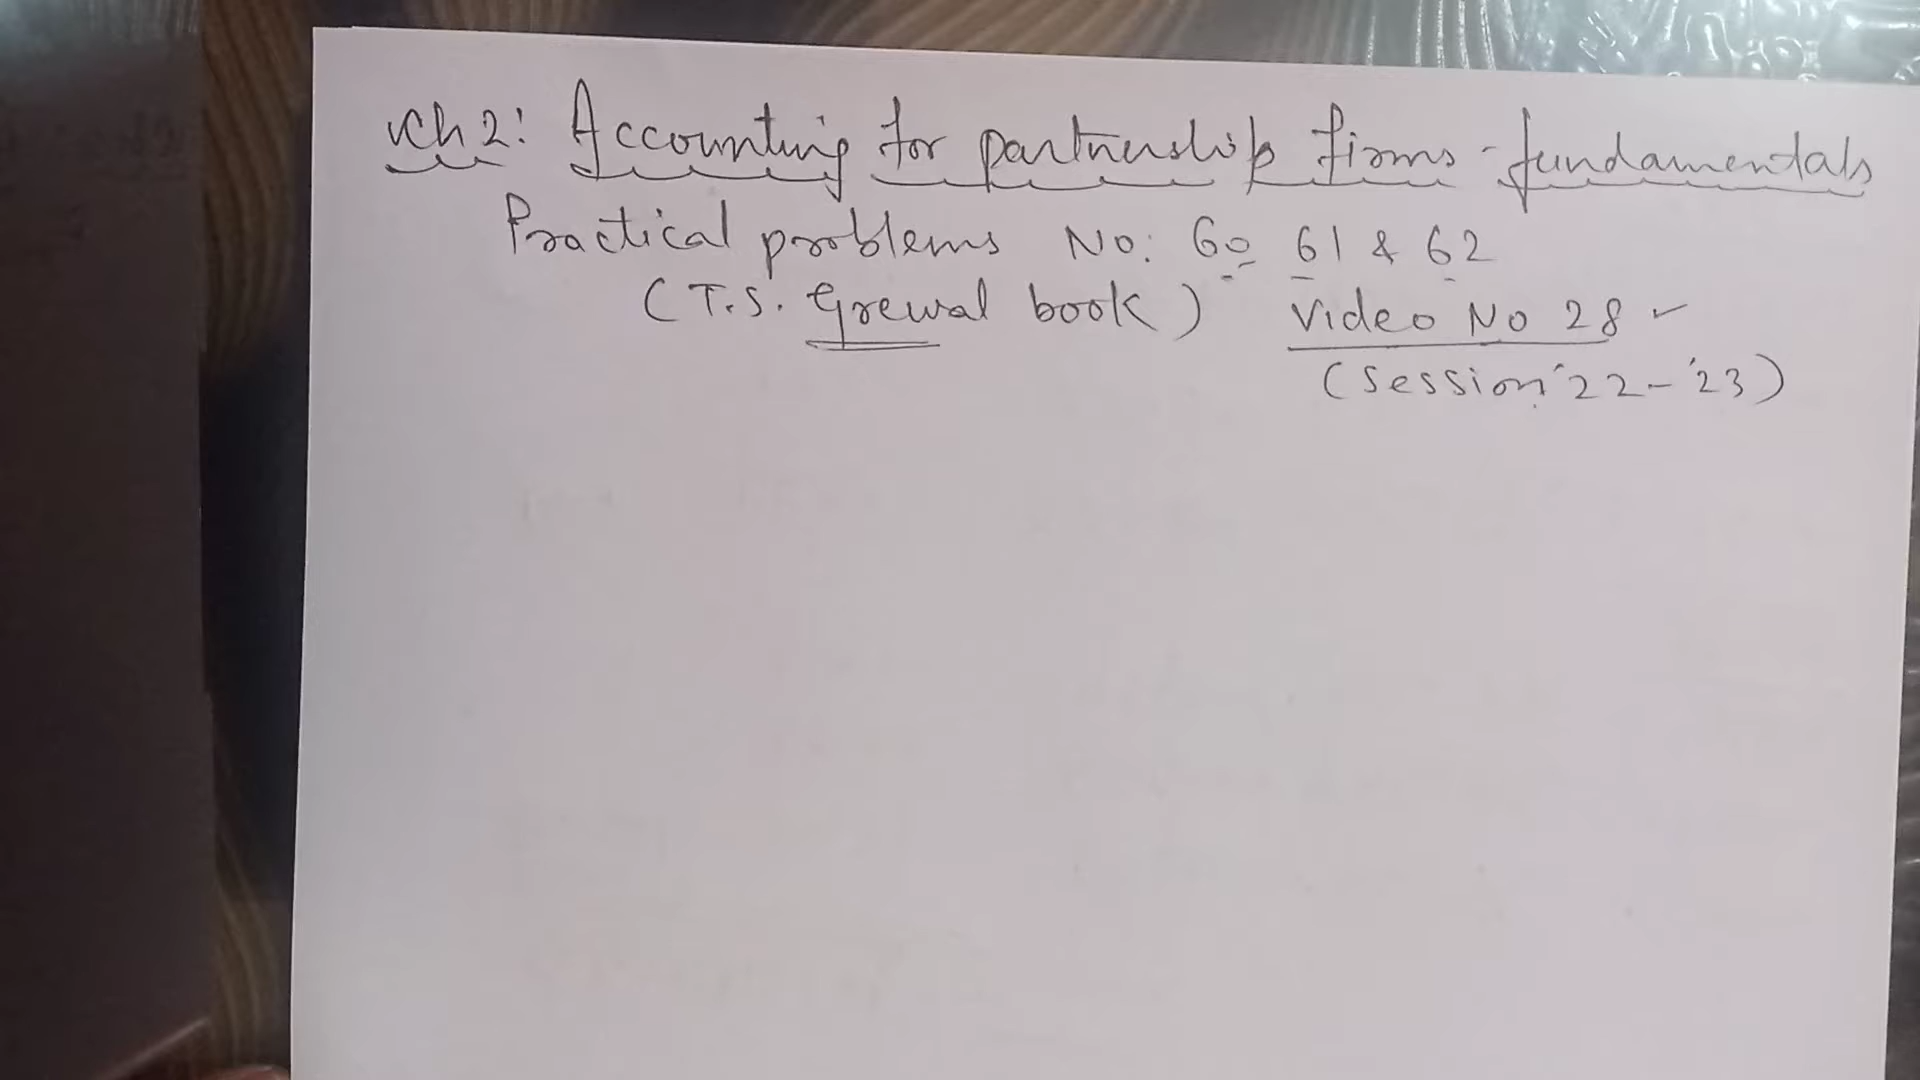 Ch 2: Accounting for partnership firms - fundamentals
Practical problems No: 60 61 & 62
(T.S. Grewal book) Video No 28
(Session '22-'23)